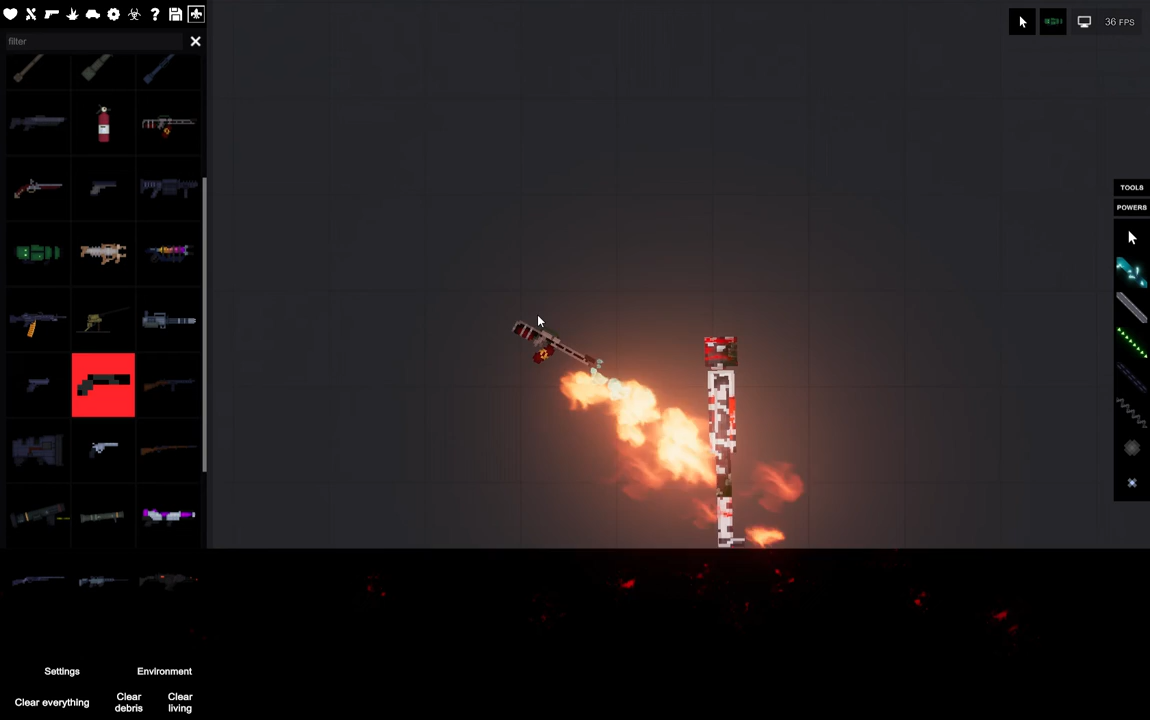 ?
filter
36 FPS
TOOLS
POWERS
Settings
Environment
Clear everything
Clear
debris
Clear
living